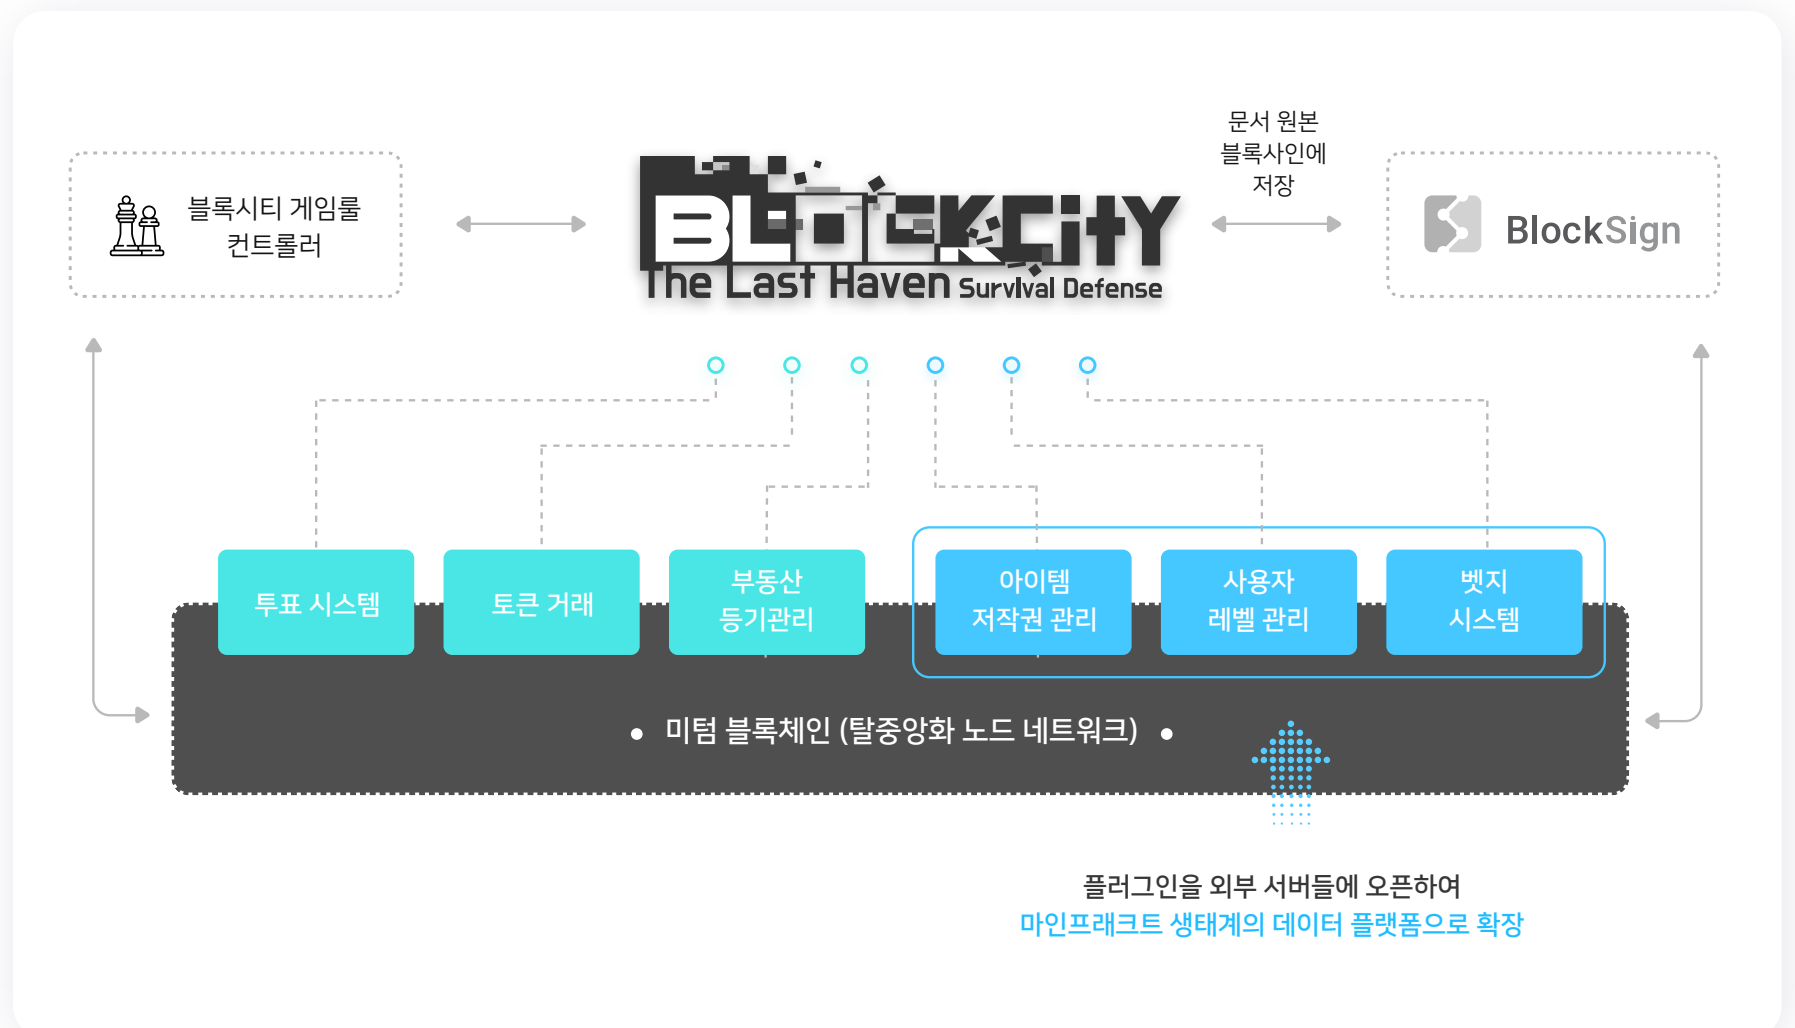 문서 원본
블록사인에
저장
블록시티 게임룰
컨트롤러
BLOCKCitY
The Last Haven Survival Defense
BlockSign
투표 시스템
토큰 거래
부동산
등기관리
아이템
저작권 관리
사용자
레벨 관리
벳지
시스템
미텀 블록체인 (탈중앙화 노드 네트워크)
플러그인을 외부 서버들에 오픈하여
마인프래크트 생태계의 데이터 플랫폼으로 확장